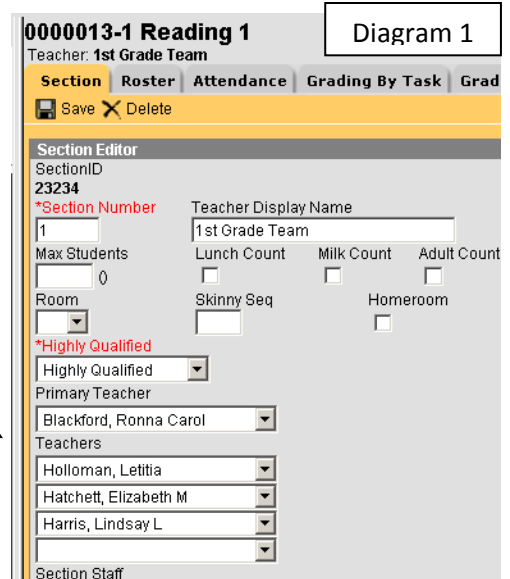 0000013-1 Reading 1
Diagram 1
Teacher: 1st Grade Team
Section Roster Attendance Grading By Task Grad
Save Delete
Section Editor
SectionID
23234
*Section Number Teacher Display Name
1 1st Grade Team
Max Students Lunch Count Milk Count Adult Count
0
Room Skinny Seq Homeroom
*Highly Qualified
Highly Qualified
Primary Teacher
Blackford, Ronna Carol
Teachers
Holloman, Letitia
Hatchett, Elizabeth M
Harris, Lindsay L
Section Staff